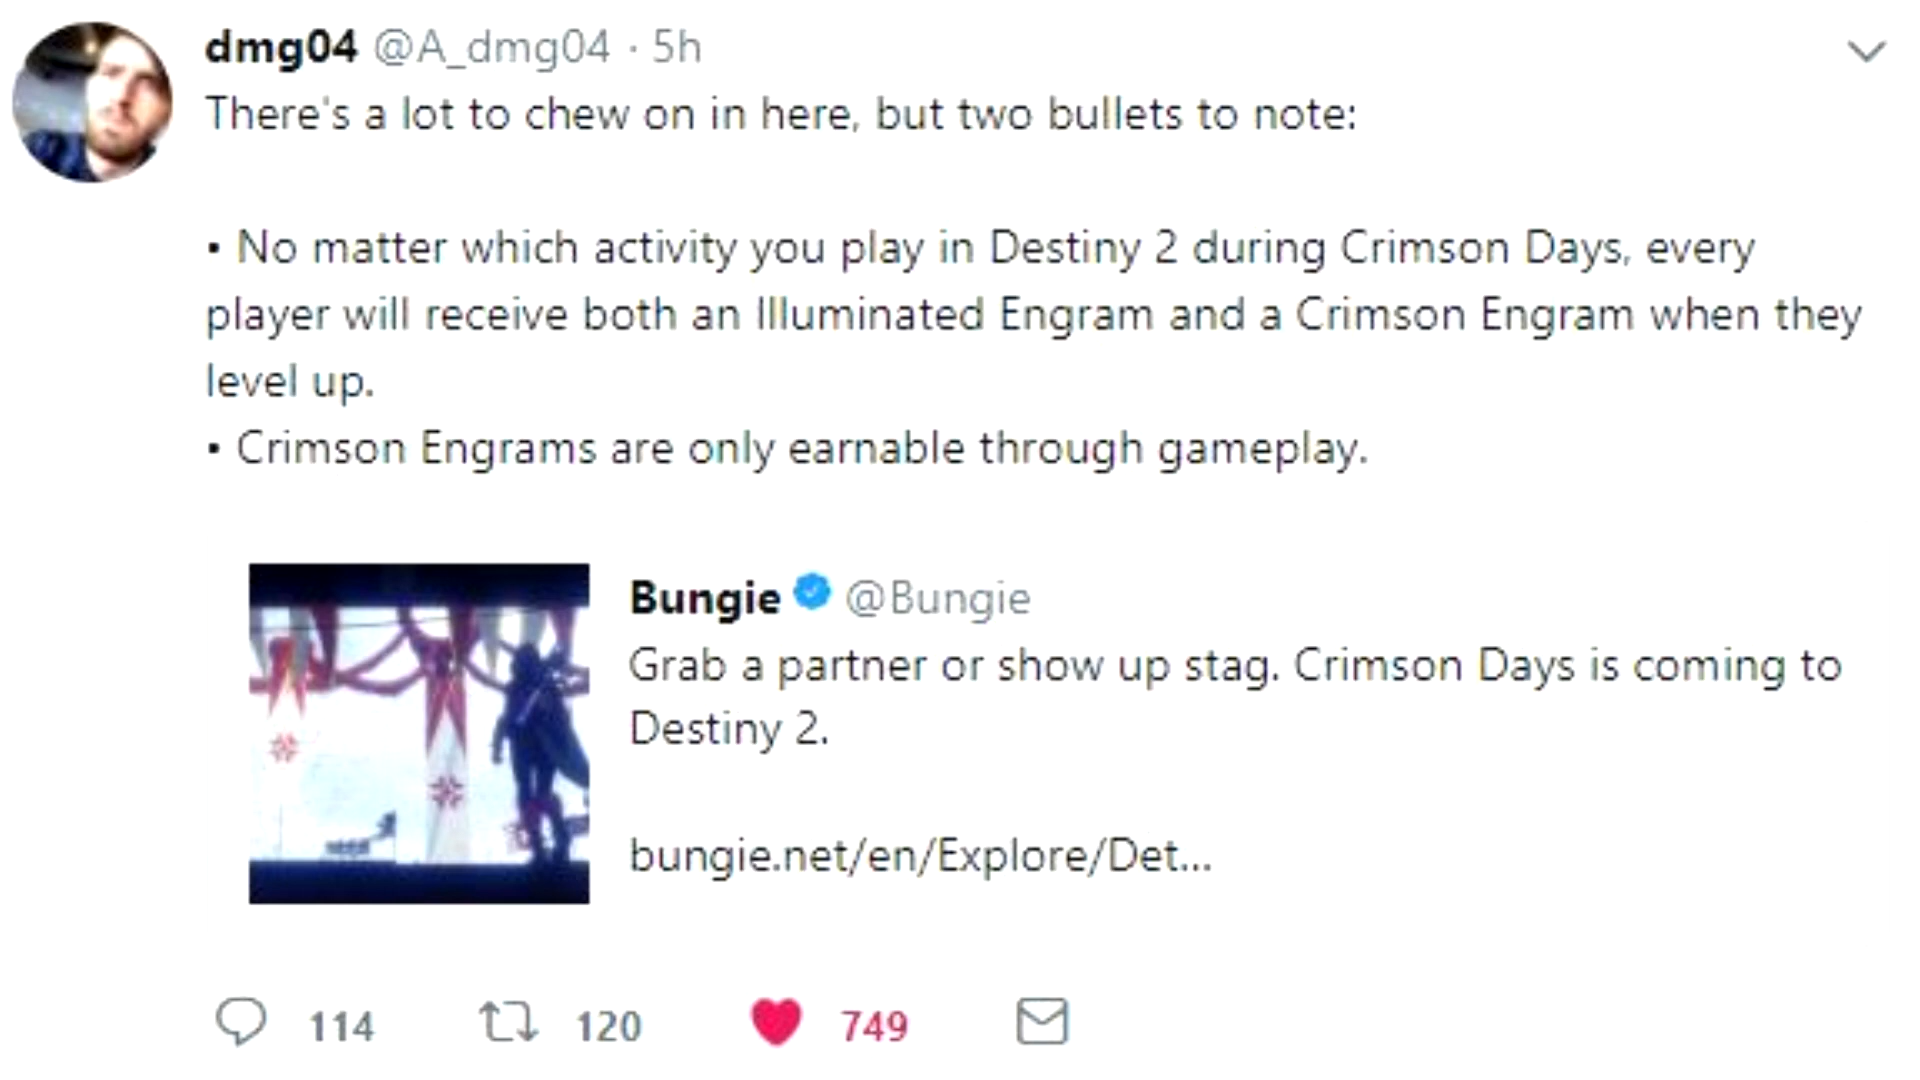 dmg04 @A_dmg04 · 5h
There's a lot to chew on in here, but two bullets to note:
• No matter which activity you play in Destiny 2 during Crimson Days, every
player will receive both an Illuminated Engram and a Crimson Engram when they
level up.
• Crimson Engrams are only earnable through gameplay.
Bungie @Bungie
Grab a partner or show up stag. Crimson Days is coming to
Destiny 2.
bungie.net/en/Explore/Det...
114 120 749